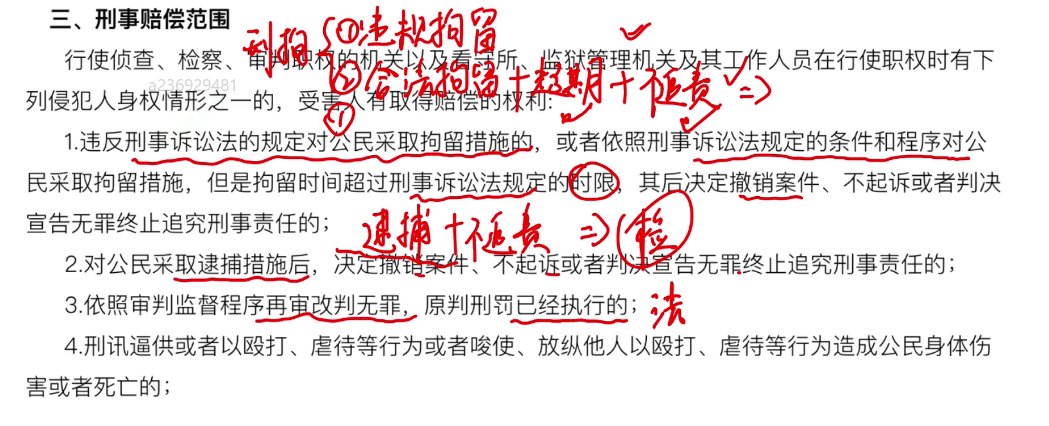 三、刑事赔偿范围
刑拘 ①违规拘留
行使侦查、检察、审判职权的机关以及看守所、监狱管理机关及其工作人员在行使职权时有下
②合法拘留+超期+不追责 ⇒
a236929481
列侵犯人身权情形之一的，受害人有取得赔偿的权利：
①
1.违反刑事诉讼法的规定对公民采取拘留措施的，或者依照刑事诉讼法规定的条件和程序对公
民采取拘留措施，但是拘留时间超过刑事诉讼法规定的时限，其后决定撤销案件、不起诉或者判决
宣告无罪终止追究刑事责任的；
逮捕+不追责 ⇒ 检
2.对公民采取逮捕措施后，决定撤销案件、不起诉或者判决宣告无罪终止追究刑事责任的；
3.依照审判监督程序再审改判无罪，原判刑罚已经执行的； 法
4.刑讯逼供或者以殴打、虐待等行为或者唆使、放纵他人以殴打、虐待等行为造成公民身体伤
害或者死亡的；